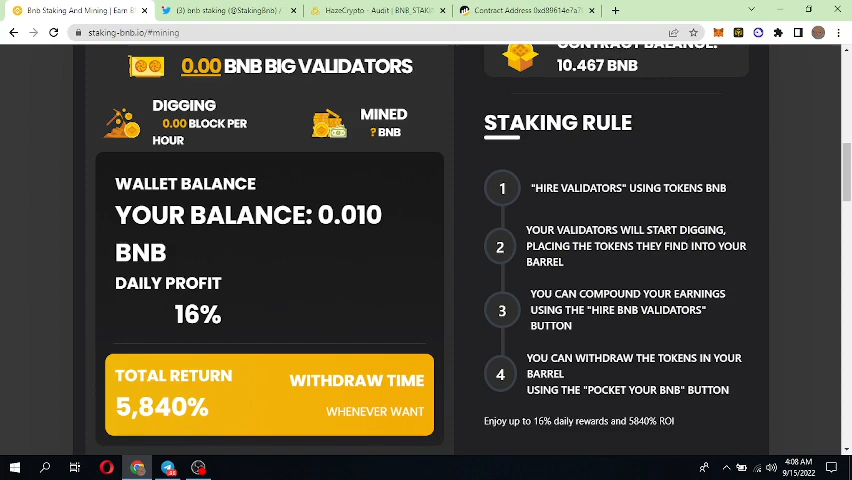 Bnb Staking And Mining | Earn B
(3) bnb staking (@StakingBnb) /
HazeCrypto - Audit | BNB_STAKIN
Contract Address 0xd89614e7a7
staking-bnb.io/#mining
0.00 BNB BIG VALIDATORS
DIGGING
0.00 BLOCK PER
HOUR
MINED
? BNB
WALLET BALANCE
YOUR BALANCE: 0.010
BNB
DAILY PROFIT
16%
TOTAL RETURN
5,840%
WITHDRAW TIME
WHENEVER WANT
CONTRACT BALANCE:
10.467 BNB
STAKING RULE
1
"HIRE VALIDATORS" USING TOKENS BNB
2
YOUR VALIDATORS WILL START DIGGING,
PLACING THE TOKENS THEY FIND INTO YOUR
BARREL
3
YOU CAN COMPOUND YOUR EARNINGS
USING THE "HIRE BNB VALIDATORS"
BUTTON
4
YOU CAN WITHDRAW THE TOKENS IN YOUR
BARREL
USING THE "POCKET YOUR BNB" BUTTON
Enjoy up to 16% daily rewards and 5840% ROI
4:08 AM
9/15/2022